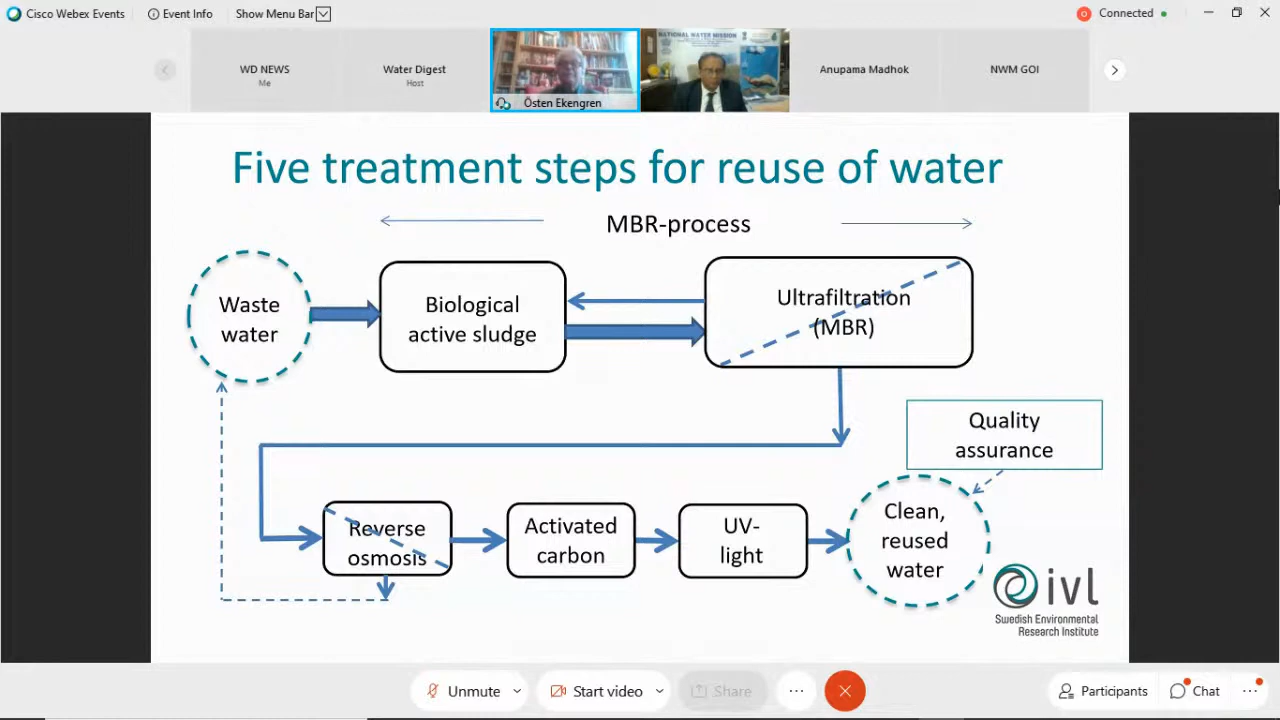 Cisco Webex Events
Event Info
Show Menu Bar
Connected
WD NEWS
Me
Water Digest
Host
Östen Ekengren
NATIONAL WATER MISSION
Anupama Madhok
NWM GOI
Five treatment steps for reuse of water
MBR-process
Waste
water
Biological
active sludge
Ultrafiltration
(MBR)
Quality
assurance
Reverse
osmosis
Activated
carbon
UV-
light
Clean,
reused
water
ivl
Swedish Environmental
Research Institute
Unmute
Start video
Share
Participants
Chat